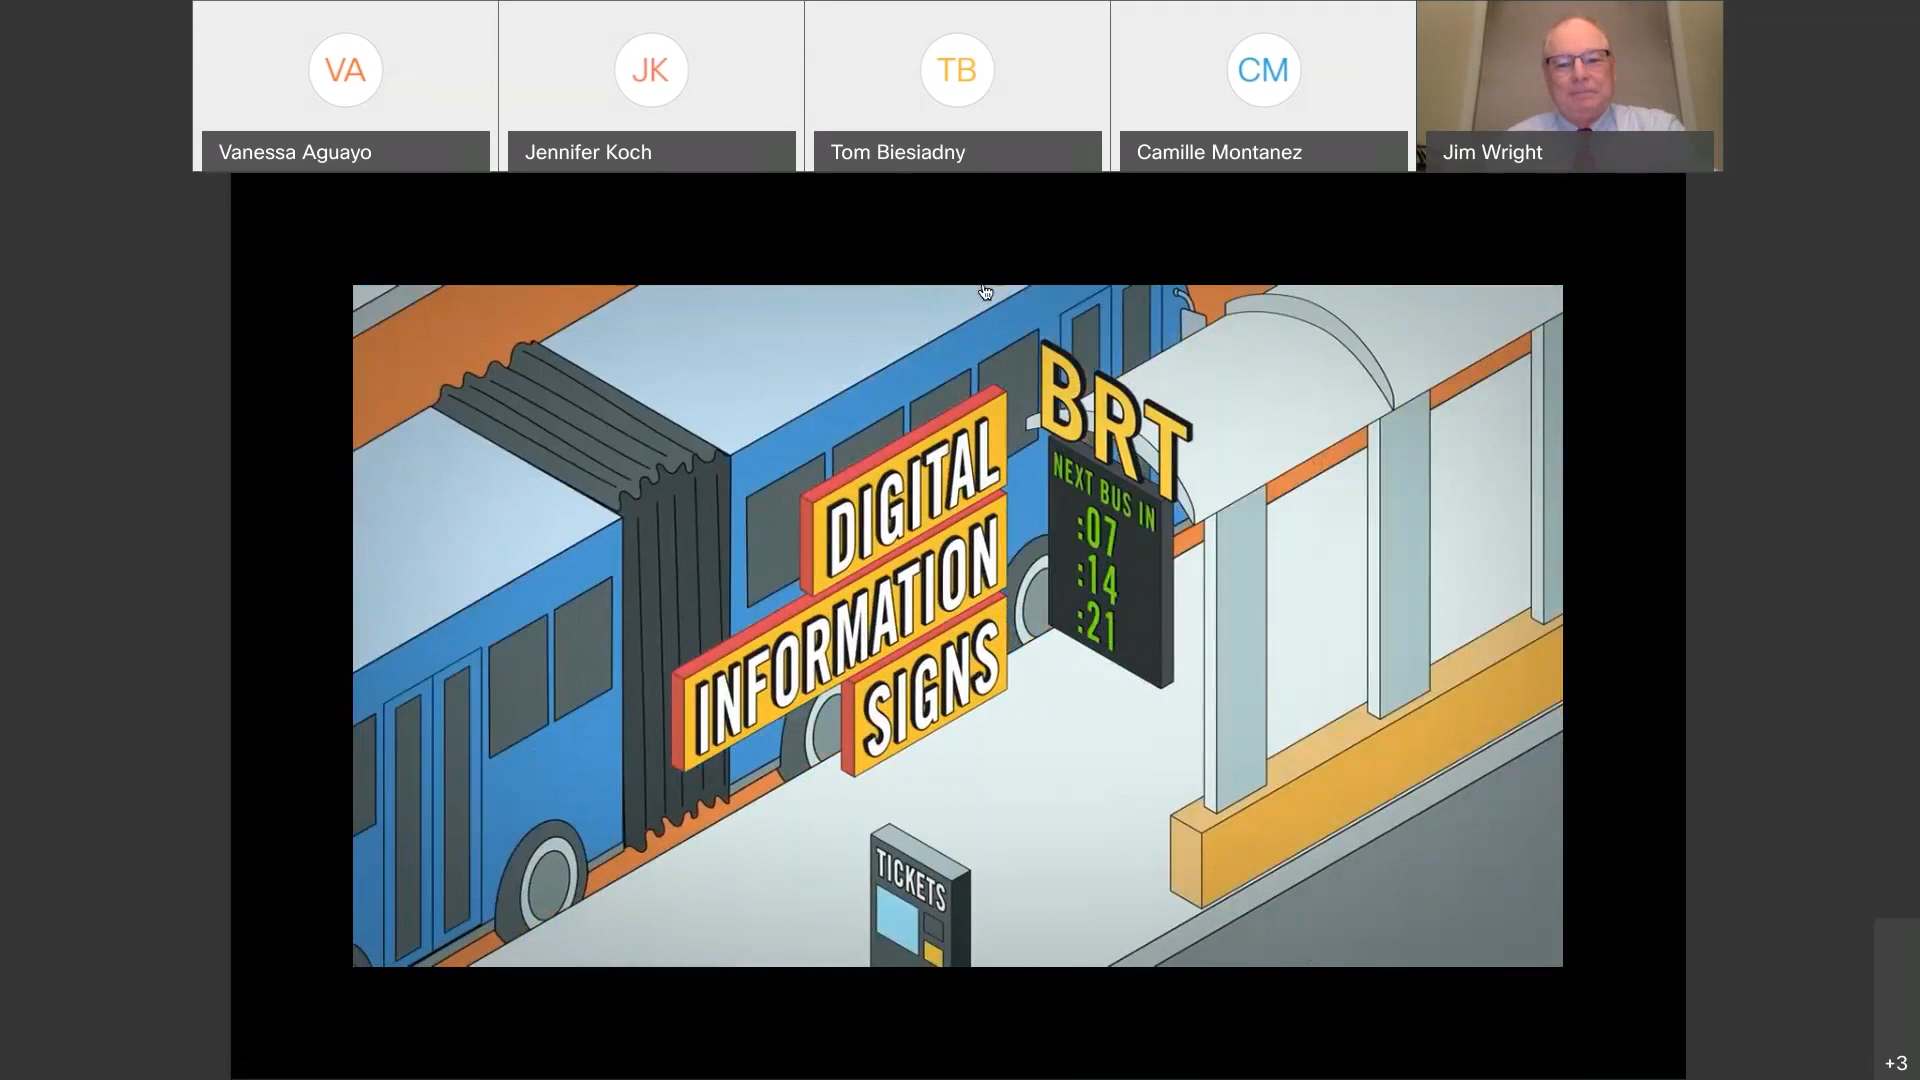 VA
JK
TB
CM
Vanessa Aguayo
Jennifer Koch
Tom Biesiadny
Camille Montanez
Jim Wright
DIGITAL
INFORMATION
SIGNS
BRT
NEXT BUS IN
:07
:14
:21
TICKETS
+3